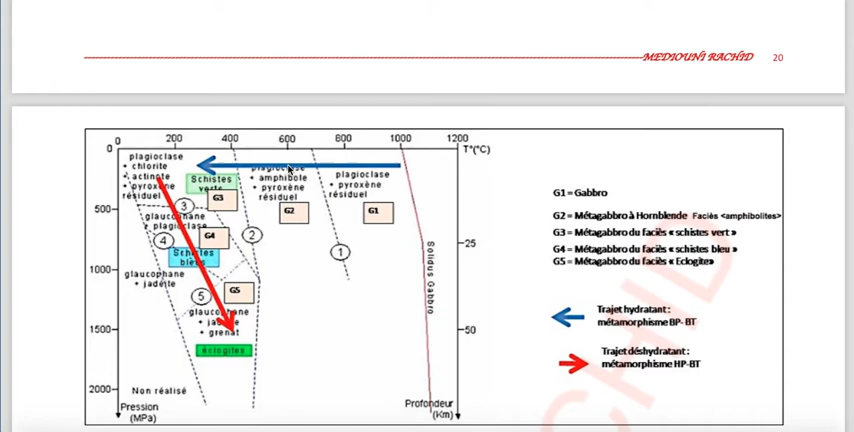 MEDIOUNI RACHID 20
0 200 400 600 800 1000 1200 T°(°C)
0
500
1000
1500
2000
Pression
(MPa)
plagioclase
+ chlorite
+ actinote
+ pyroxène
résiduel
Schistes
verts
G3
plagioclase
+ amphibole
+ pyroxène
résiduel
G2
plagioclase
+ pyroxène
résiduel
G1
3
glaucophane
+ plagioclase
G4
4
2
1
Schistes
bleus
glaucophane
+ jadéite
5
G5
glaucophane
+ jadéite
+ grenat
éclogites
Non réalisé
Solidus Gabbro
25
50
Profondeur
(Km)
G1 = Gabbro
G2 = Métagabbro à Hornblende Faciès <amphibolites>
G3 = Métagabbro du faciès « schistes vert »
G4 = Métagabbro du faciès « schistes bleu »
G5 = Métagabbro du faciès « Eclogite»
Trajet hydratant :
métamorphisme BP- BT
Trajet déshydratant :
métamorphisme HP-BT